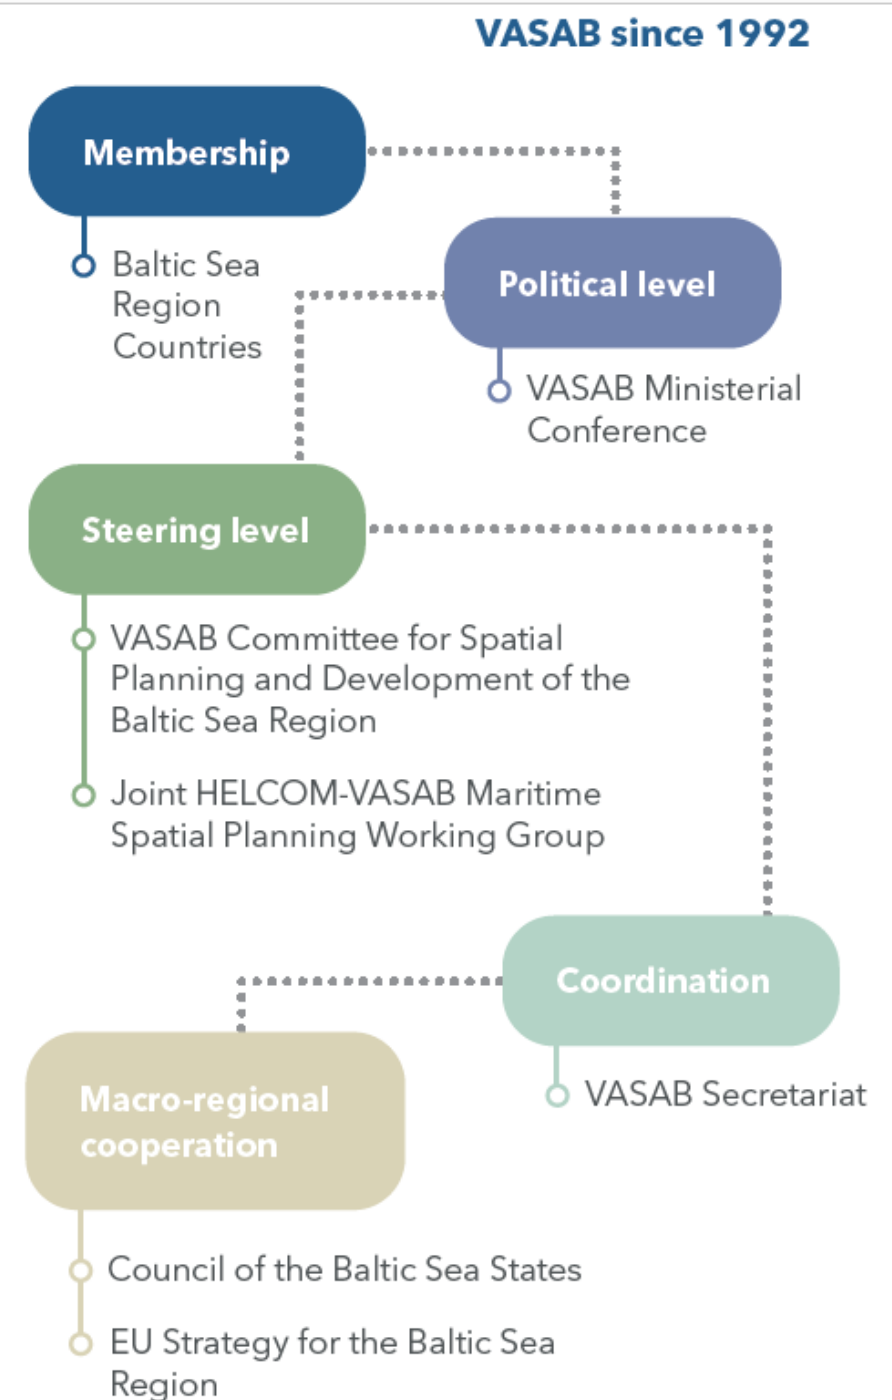 VASAB since 1992
Membership
Baltic Sea
Region
Countries
Political level
VASAB Ministerial
Conference
Steering level
VASAB Committee for Spatial
Planning and Development of the
Baltic Sea Region
Joint HELCOM-VASAB Maritime
Spatial Planning Working Group
Coordination
VASAB Secretariat
Macro-regional
cooperation
Council of the Baltic Sea States
EU Strategy for the Baltic Sea
Region